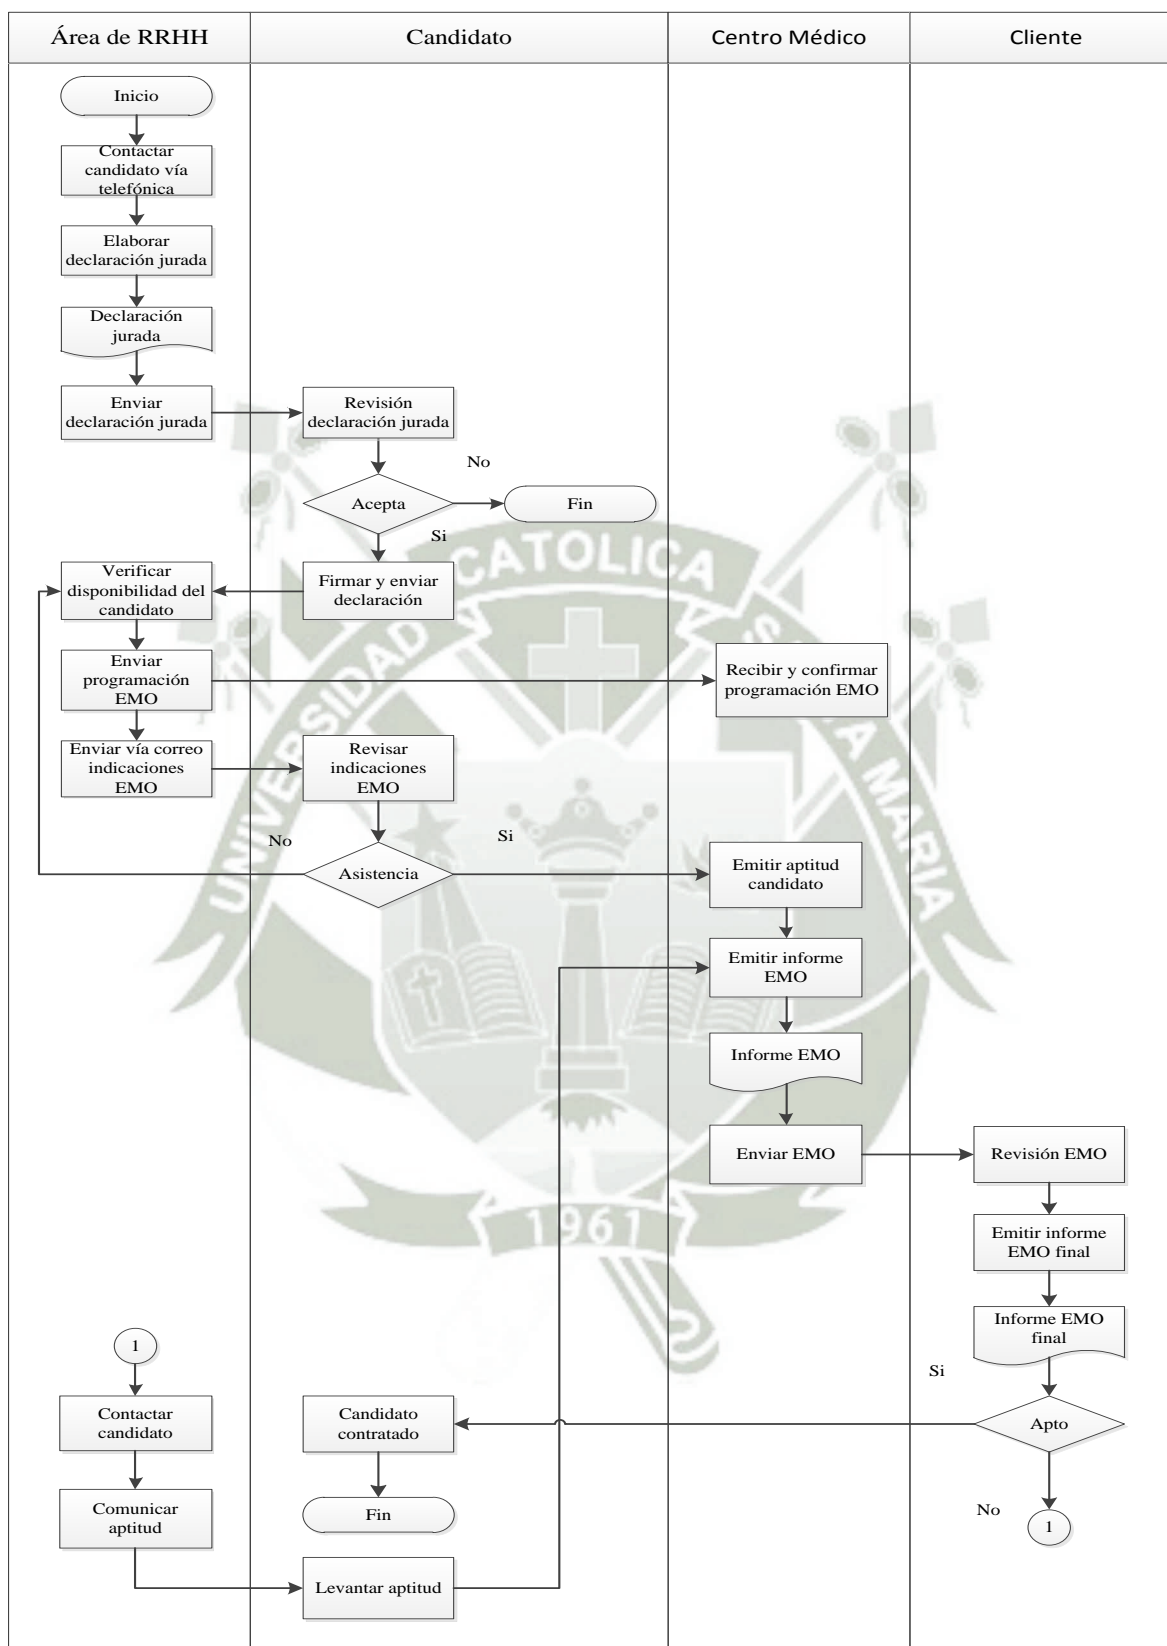 Área de RRHH
Candidato
Centro Médico
Cliente
Inicio
Contactar
candidato vía
telefónica
Elaborar
declaración jurada
Declaración
jurada
Enviar
declaración jurada
Revisión
declaración jurada
No
Acepta
Fin
Si
Verificar
disponibilidad del
candidato
Firmar y enviar
declaración
Enviar
programación
EMO
Recibir y confirmar
programación EMO
Enviar vía correo
indicaciones
EMO
Revisar
indicaciones
EMO
No
Si
Asistencia
Emitir aptitud
candidato
Emitir informe
EMO
Informe EMO
Enviar EMO
Revisión EMO
Emitir informe
EMO final
Informe EMO
final
1
Si
Contactar
candidato
Candidato
contratado
Apto
Comunicar
aptitud
Fin
No
1
Levantar aptitud
UNIVERSIDAD
CATOLICA
MARIA
1961